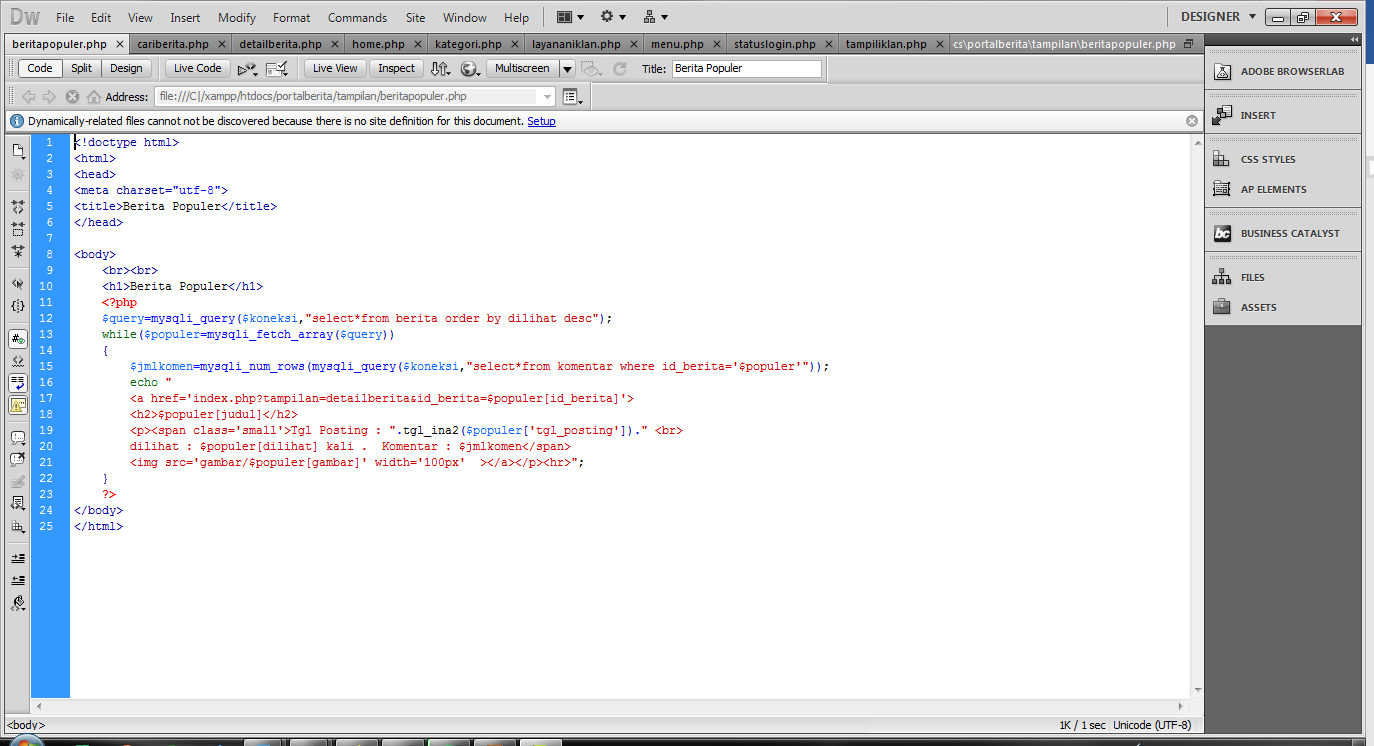 Dw File Edit View Insert Modify Format Commands Site Window Help DESIGNER
beritapopuler.php cariberita.php detailberita.php home.php kategori.php layananiklan.php menu.php statuslogin.php tampiliklan.php cs\portalberita\tampilan\beritapopuler.php
Code Split Design Live Code Live View Inspect Multiscreen Title: Berita Populer
Address: file:///C|/xampp/htdocs/portalberita/tampilan/beritapopuler.php
Dynamically-related files cannot not be discovered because there is no site definition for this document. Setup
1 <!doctype html>
2 <html>
3 <head>
4 <meta charset="utf-8">
5 <title>Berita Populer</title>
6 </head>
7
8 <body>
9 <br><br>
10 <h1>Berita Populer</h1>
11 <?php
12 $query=mysqli_query($koneksi,"select*from berita order by dilihat desc");
13 while($populer=mysqli_fetch_array($query))
14 {
15 $jmlkomen=mysqli_num_rows(mysqli_query($koneksi,"select*from komentar where id_berita='$populer'"));
16 echo "
17 <a href='index.php?tampilan=detailberita&id_berita=$populer[id_berita]'>
18 <h2>$populer[judul]</h2>
19 <p><span class='small'>Tgl Posting : ".tgl_ina2($populer['tgl_posting'])." <br>
20 dilihat : $populer[dilihat] kali . Komentar : $jmlkomen</span>
21 <img src='gambar/$populer[gambar]' width='100px' ></a></p><hr>";
22 }
23 ?>
24 </body>
25 </html>
<body> 1K / 1 sec Unicode (UTF-8)
ADOBE BROWSERLAB
INSERT
CSS STYLES
AP ELEMENTS
bc BUSINESS CATALYST
FILES
ASSETS